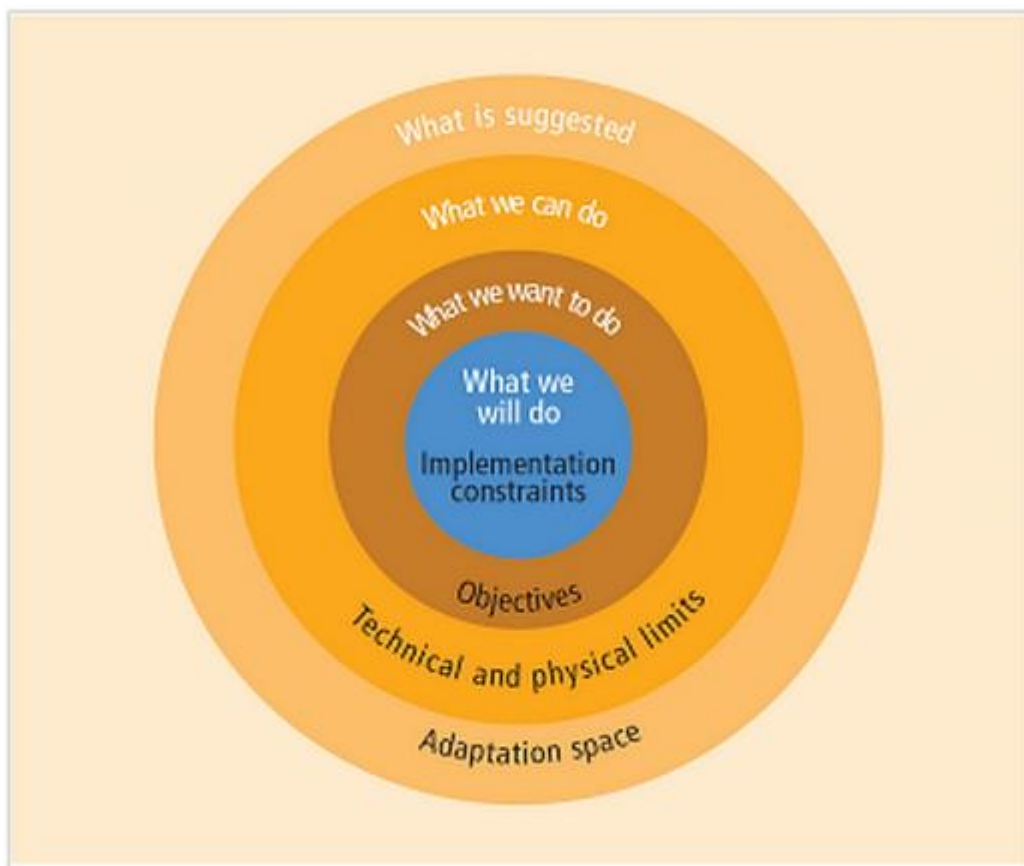 What is suggested
What we can do
What we want to do
What we
will do
Implementation
constraints
Objectives
Technical and physical limits
Adaptation space